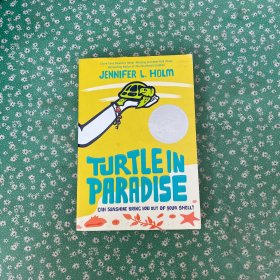 JENNIFER L. HOLM
TURTLE IN
PARADISE
CAN SUNSHINE BRING YOU OUT OF YOUR SHELL?